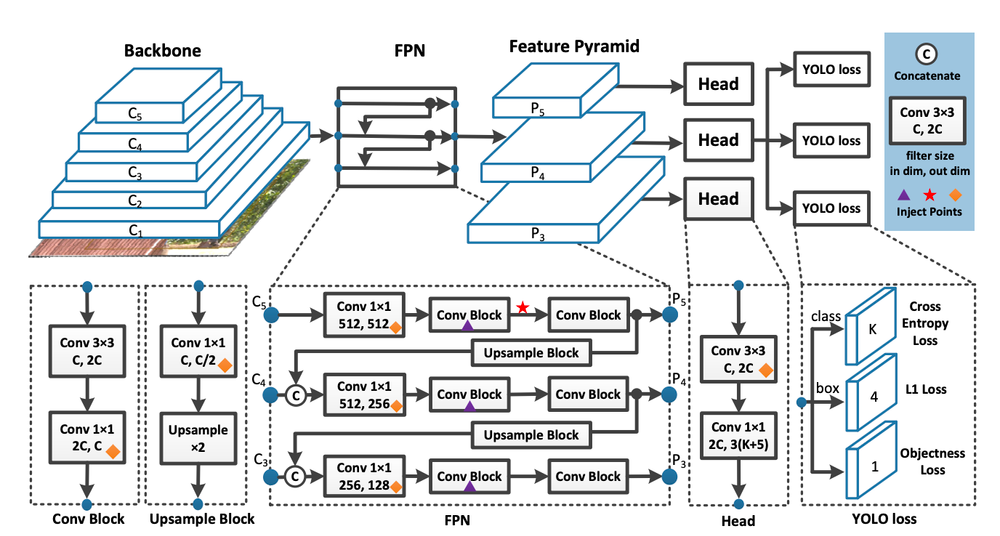 Backbone
FPN
Feature Pyramid
C5
C4
C3
C2
C1
P5
P4
P3
Head
Head
Head
YOLO loss
YOLO loss
YOLO loss
C
Concatenate
Conv 3×3
C, 2C
filter size
in dim, out dim
Inject Points
Conv 3×3
C, 2C
Conv 1×1
2C, C
Conv Block
Conv 1×1
C, C/2
Upsample
×2
Upsample Block
C5
Conv 1×1
512, 512
Conv Block
Conv Block
P5
Upsample Block
C4
C
Conv 1×1
512, 256
Conv Block
Conv Block
P4
Upsample Block
C3
C
Conv 1×1
256, 128
Conv Block
Conv Block
P3
FPN
Conv 3×3
C, 2C
Conv 1×1
2C, 3(K+5)
Head
class
K
Cross
Entropy
Loss
box
4
L1 Loss
1
Objectness
Loss
YOLO loss